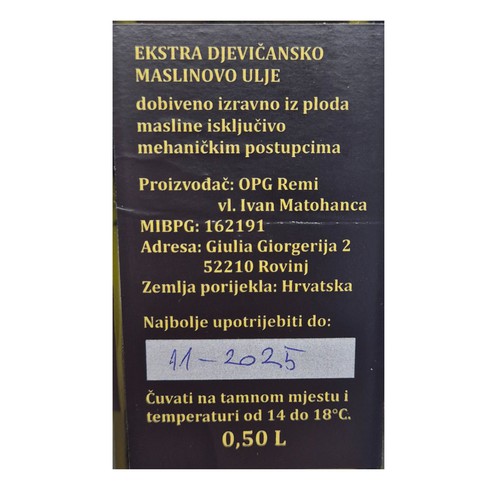 EKSTRA DJEVIČANSKO
MASLINOVO ULJE
dobiveno izravno iz ploda
masline isključivo
mehaničkim postupcima
Proizvođač: OPG Remi
vl. Ivan Matohanca
MIBPG: 162191
Adresa: Giulia Giorgerija 2
52210 Rovinj
Zemlja porijekla: Hrvatska
Najbolje upotrijebiti do:
11-2025
Čuvati na tamnom mjestu i
temperaturi od 14 do 18°C.
0,50 L